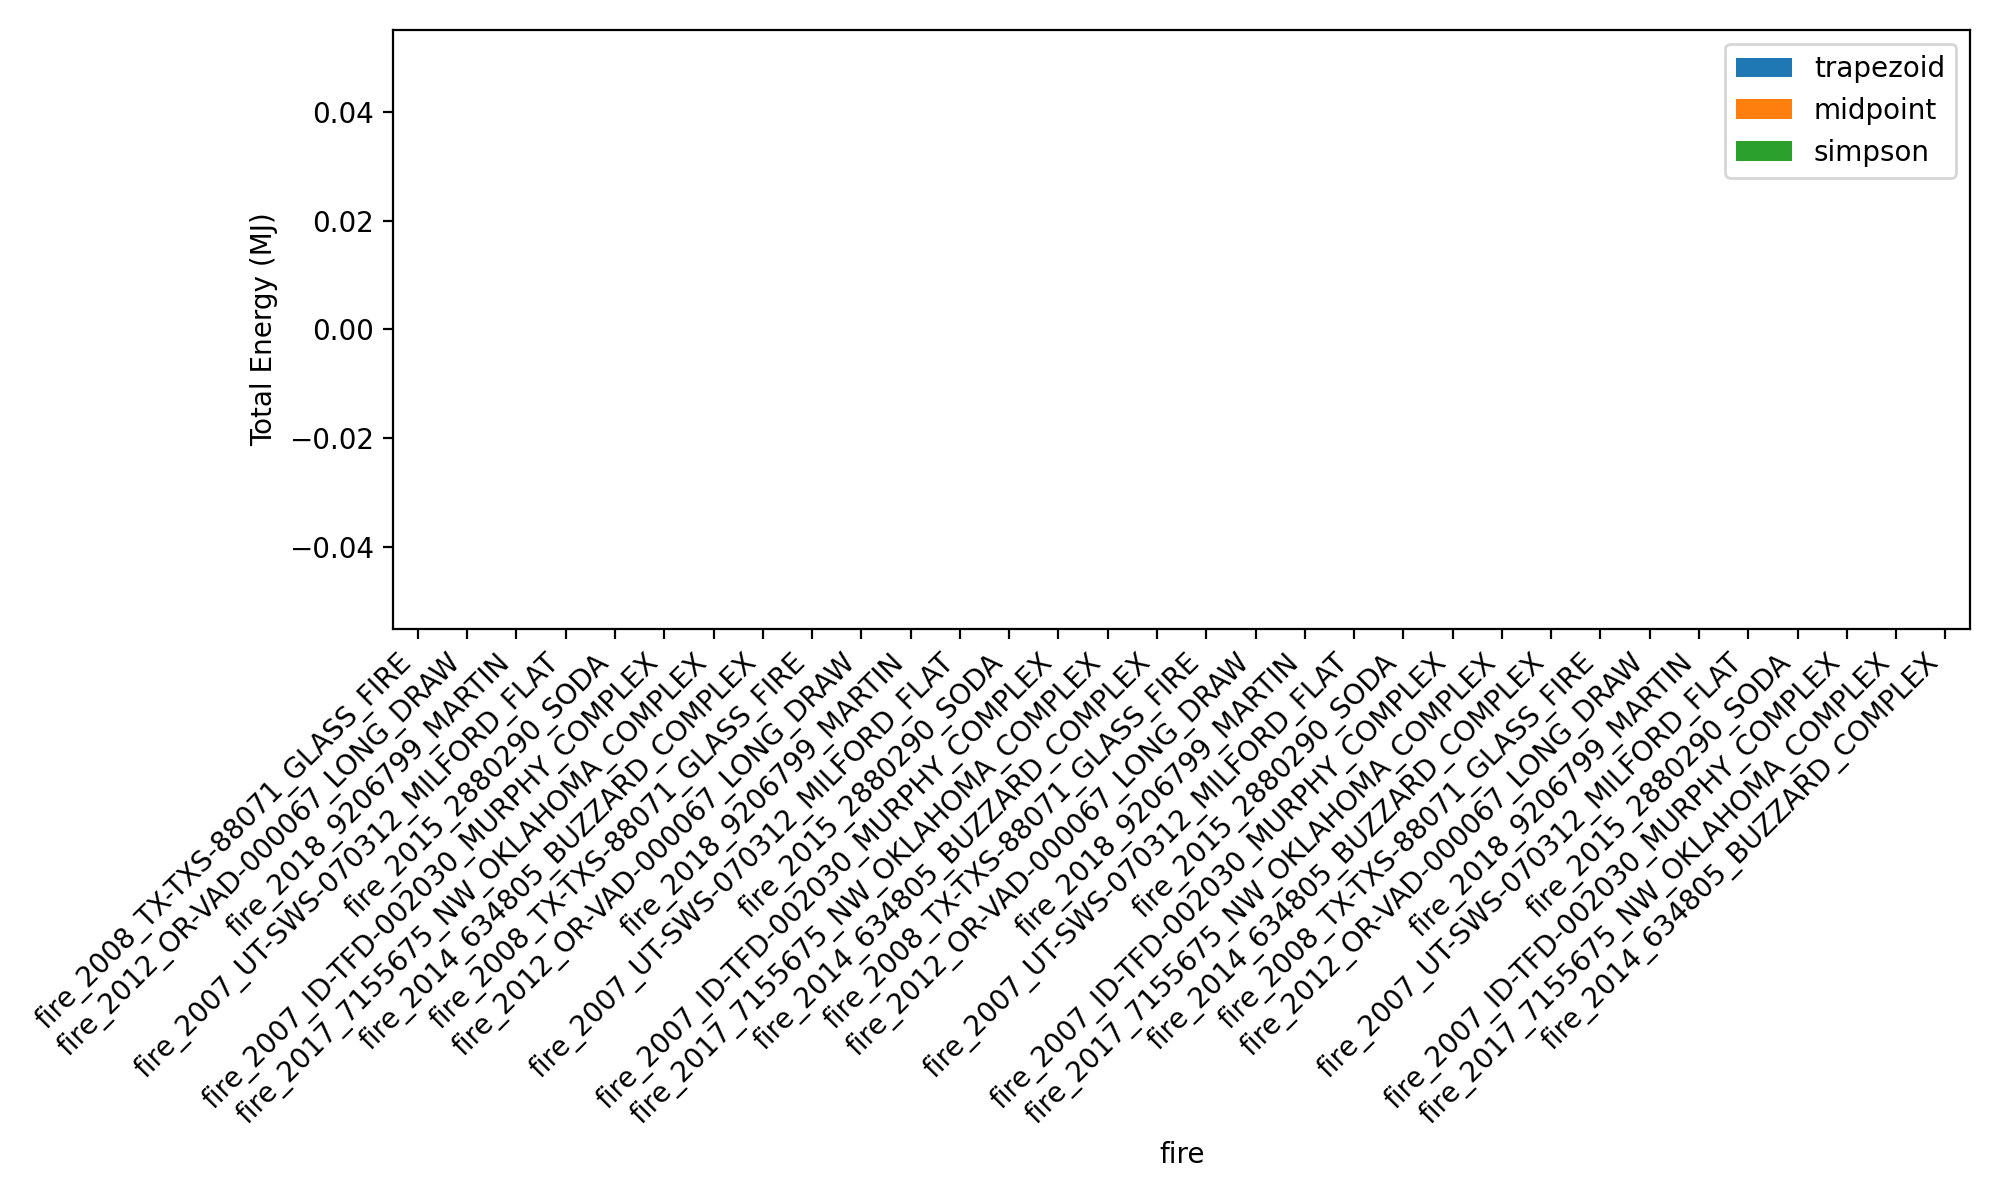 trapezoid
midpoint
simpson
Total Energy (MJ)
0.04
0.02
0.00
−0.02
−0.04
fire_2008_TX-TXS-88071_GLASS_FIRE
fire_2012_OR-VAD-000067_LONG_DRAW
fire_2018_9206799_MARTIN
fire_2007_UT-SWS-070312_MILFORD_FLAT
fire_2015_2880290_SODA
fire_2007_ID-TFD-002030_MURPHY_COMPLEX
fire_2017_7155675_NW_OKLAHOMA_COMPLEX
fire_2014_634805_BUZZARD_COMPLEX
fire_2008_TX-TXS-88071_GLASS_FIRE
fire_2012_OR-VAD-000067_LONG_DRAW
fire_2018_9206799_MARTIN
fire_2007_UT-SWS-070312_MILFORD_FLAT
fire_2015_2880290_SODA
fire_2007_ID-TFD-002030_MURPHY_COMPLEX
fire_2017_7155675_NW_OKLAHOMA_COMPLEX
fire_2014_634805_BUZZARD_COMPLEX
fire_2008_TX-TXS-88071_GLASS_FIRE
fire_2012_OR-VAD-000067_LONG_DRAW
fire_2018_9206799_MARTIN
fire_2007_UT-SWS-070312_MILFORD_FLAT
fire_2015_2880290_SODA
fire_2007_ID-TFD-002030_MURPHY_COMPLEX
fire_2017_7155675_NW_OKLAHOMA_COMPLEX
fire_2014_634805_BUZZARD_COMPLEX
fire_2008_TX-TXS-88071_GLASS_FIRE
fire_2012_OR-VAD-000067_LONG_DRAW
fire_2018_9206799_MARTIN
fire_2007_UT-SWS-070312_MILFORD_FLAT
fire_2015_2880290_SODA
fire_2007_ID-TFD-002030_MURPHY_COMPLEX
fire_2017_7155675_NW_OKLAHOMA_COMPLEX
fire_2014_634805_BUZZARD_COMPLEX
fire